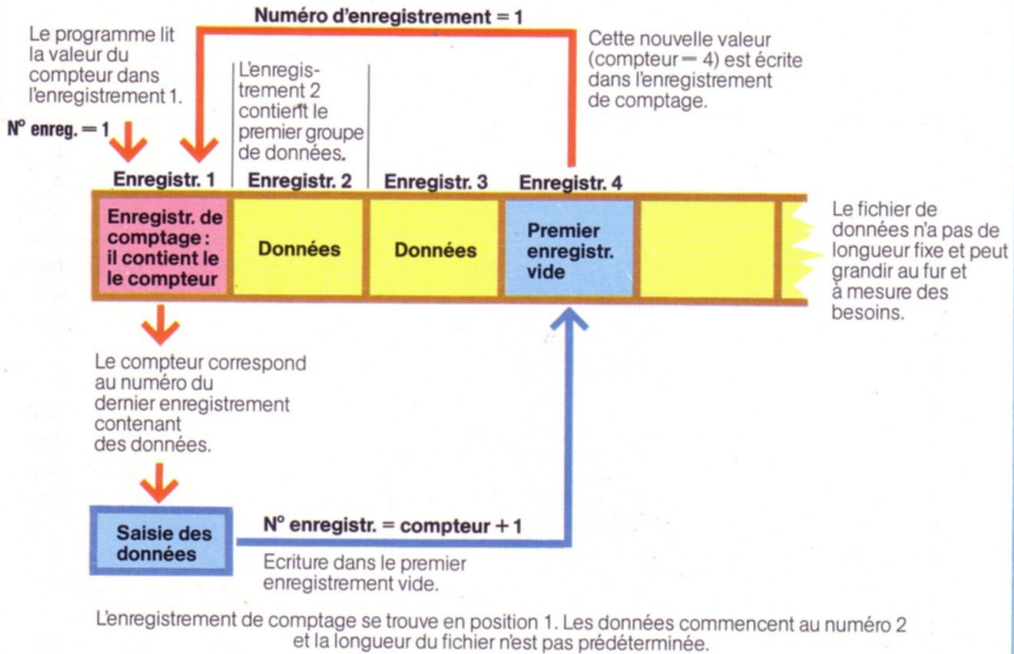 Numéro d'enregistrement = 1
Le programme lit
la valeur du
compteur dans
l'enregistrement 1.
N° enreg. = 1
L'enregis-
trement 2
contient le
premier groupe
de données.
Cette nouvelle valeur
(compteur = 4) est écrite
dans l'enregistrement
de comptage.
Enregistr. 1
Enregistr. 2
Enregistr. 3
Enregistr. 4
Enregistr. de
comptage :
il contient le
le compteur
Données
Données
Premier
enregistr.
vide
Le fichier de
données n'a pas de
longueur fixe et peut
grandir au fur et
à mesure des
besoins.
Le compteur correspond
au numéro du
dernier enregistrement
contenant
des données.
Saisie des
données
N° enregistr. = compteur + 1
Ecriture dans le premier
enregistrement vide.
L'enregistrement de comptage se trouve en position 1. Les données commencent au numéro 2
et la longueur du fichier n'est pas prédéterminée.